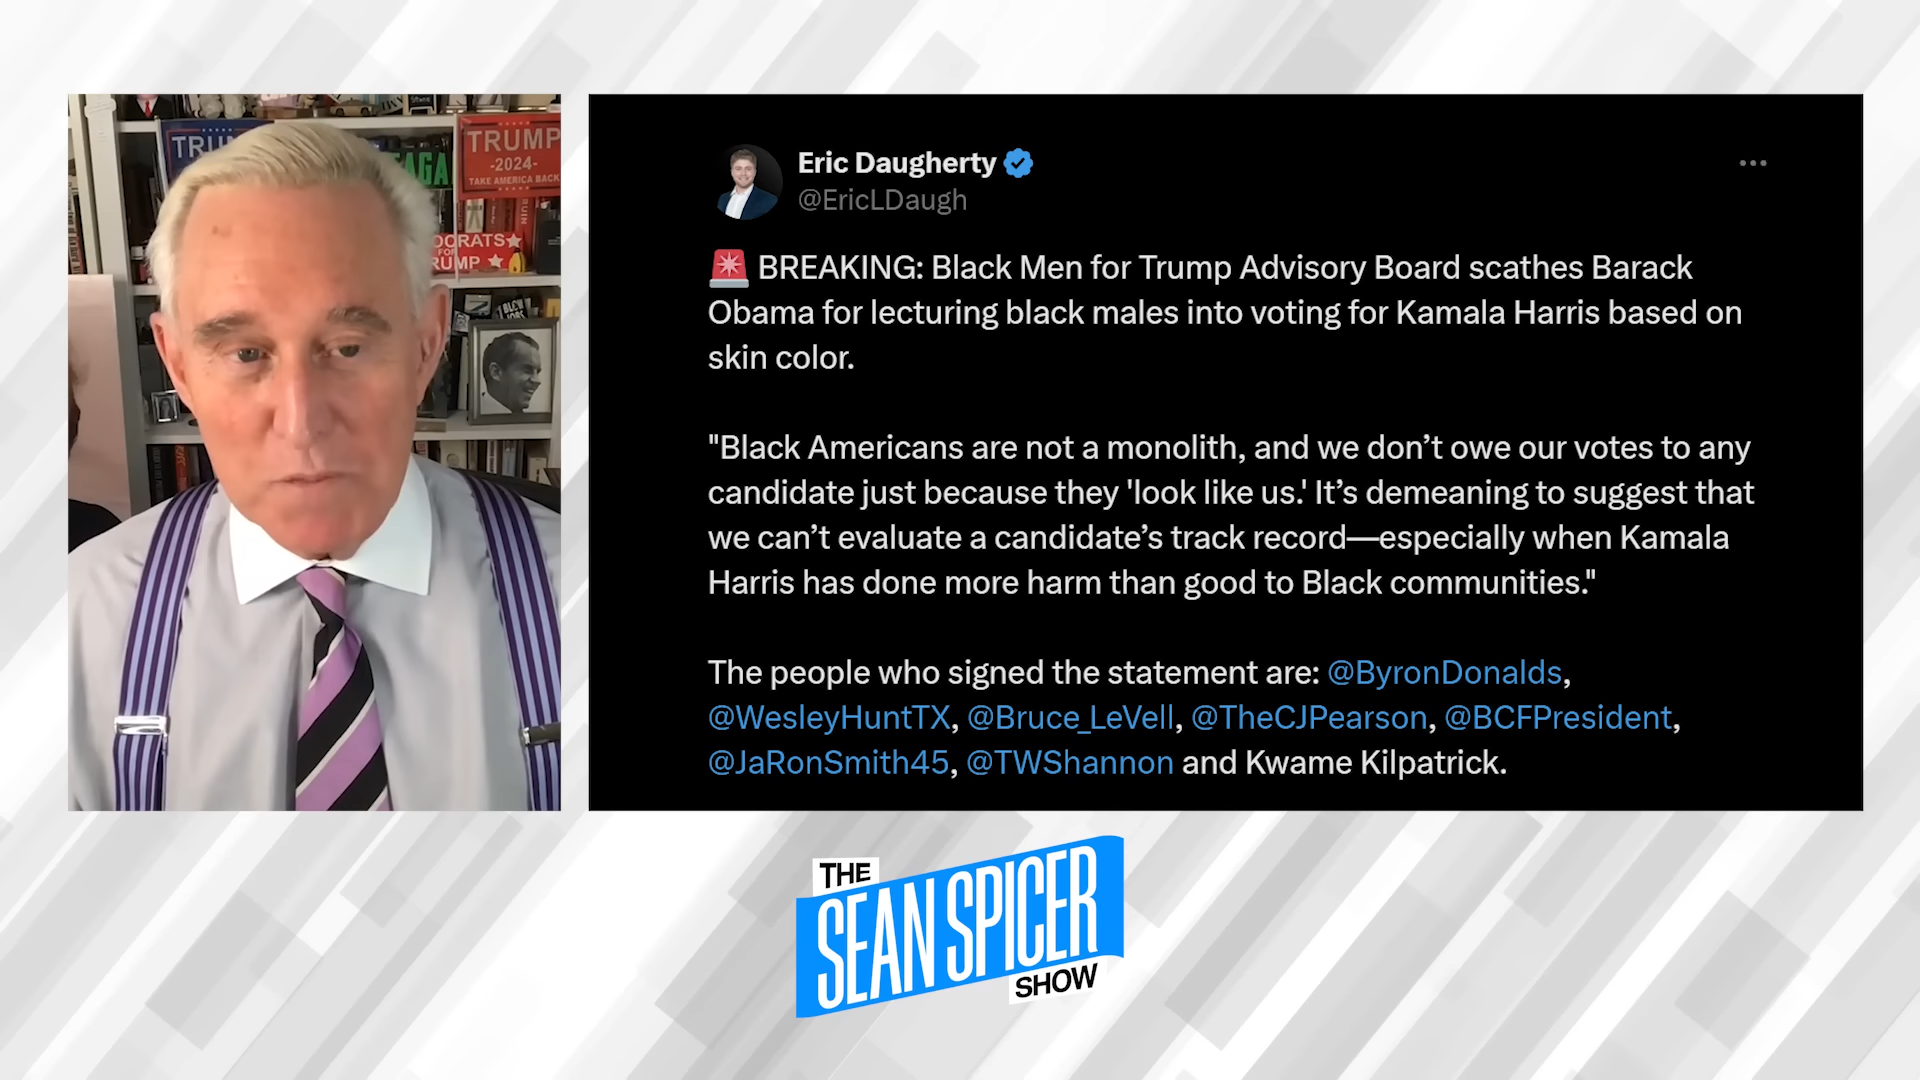 TRUMP
-2024-
TAKE AMERICA BACK
Eric Daugherty
@EricLDaugh
BREAKING: Black Men for Trump Advisory Board scathes Barack
Obama for lecturing black males into voting for Kamala Harris based on
skin color.
"Black Americans are not a monolith, and we don’t owe our votes to any
candidate just because they 'look like us.' It’s demeaning to suggest that
we can’t evaluate a candidate’s track record—especially when Kamala
Harris has done more harm than good to Black communities."
The people who signed the statement are: @ByronDonalds,
@WesleyHuntTX, @Bruce_LeVell, @TheCJPearson, @BCFPresident,
@JaRonSmith45, @TWShannon and Kwame Kilpatrick.
THE
SEAN SPICER
SHOW